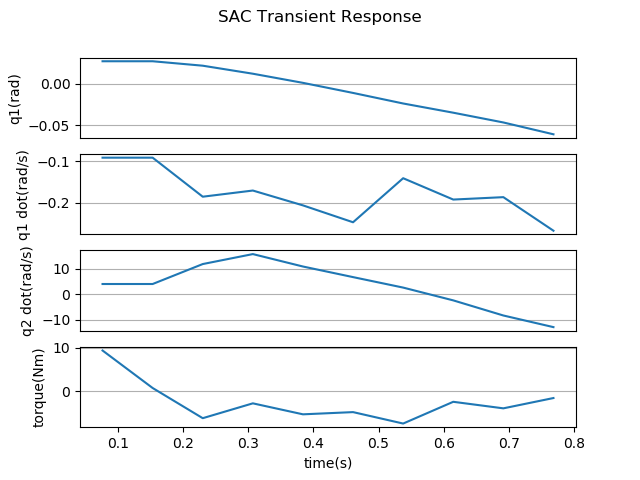 SAC Transient Response
q1(rad)
0.00
−0.05
q1 dot(rad/s)
−0.1
−0.2
q2 dot(rad/s)
10
0
−10
torque(Nm)
10
0
0.1 0.2 0.3 0.4 0.5 0.6 0.7 0.8
time(s)